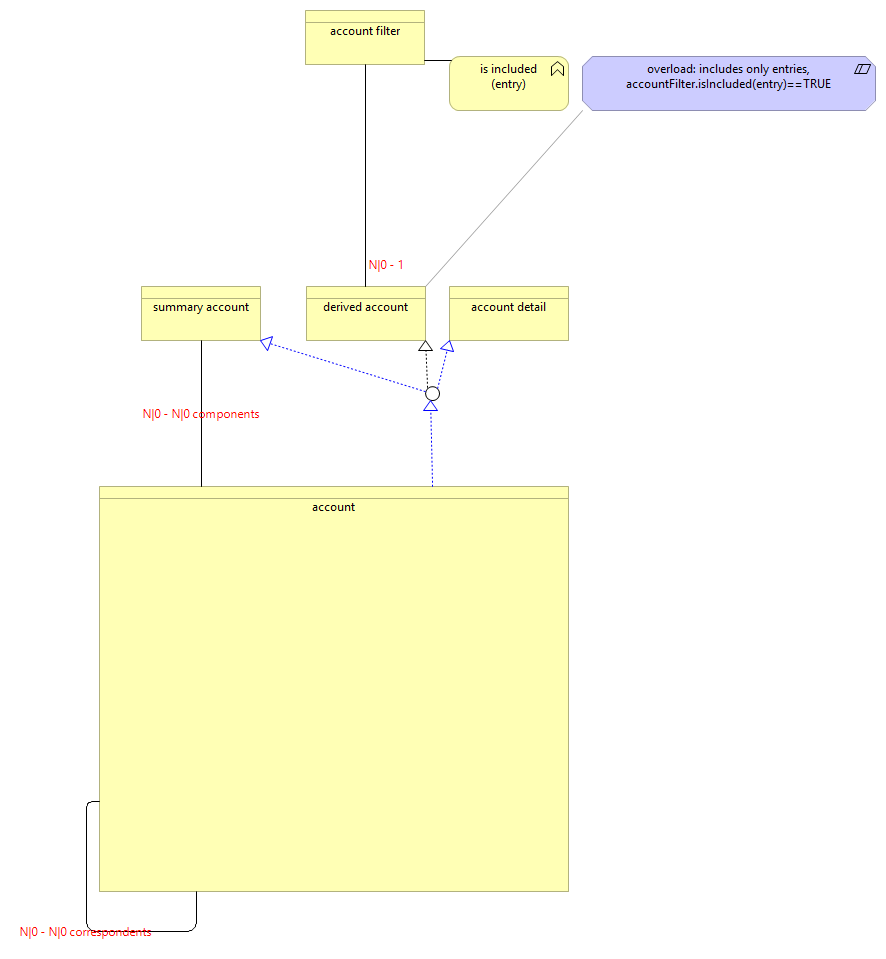 account filter
is included
(entry)
overload: includes only entries,
accountFilter.isIncluded(entry)==TRUE
N|0 - 1
summary account
derived account
account detail
N|0 - N|0 components
account
N|0 - N|0 correspondents